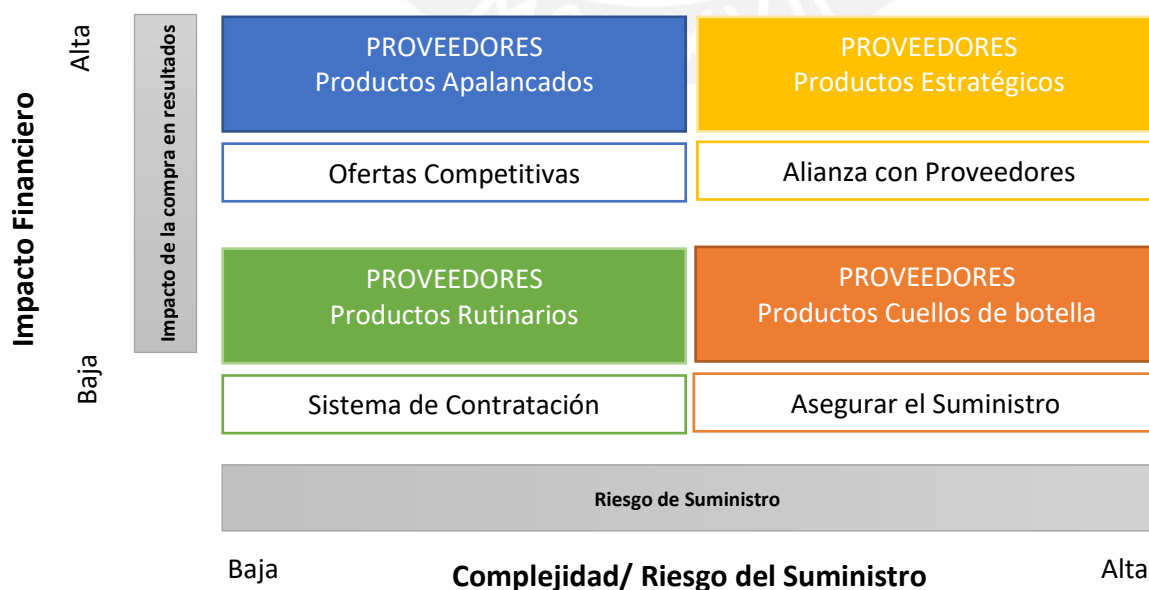 Impacto Financiero
Alta
Baja
Impacto de la compra en resultados
PROVEEDORES
Productos Apalancados
Ofertas Competitivas
PROVEEDORES
Productos Estratégicos
Alianza con Proveedores
PROVEEDORES
Productos Rutinarios
Sistema de Contratación
PROVEEDORES
Productos Cuellos de botella
Asegurar el Suministro
Riesgo de Suministro
Baja
Complejidad/ Riesgo del Suministro
Alta